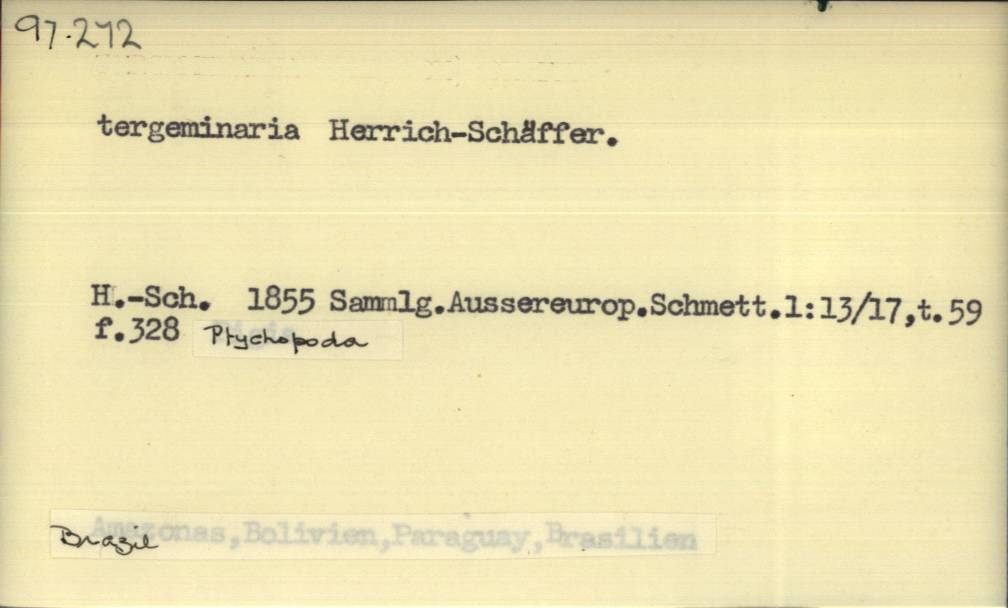 97.272
tergeminaria Herrich-Schäffer.
H.-Sch. 1855 Sammlg.Aussereurop.Schmett.1:13/17,t.59
f.328 Ptychopoda
Brazil
Amazonas,Bolivien,Paraguay,Brasilien